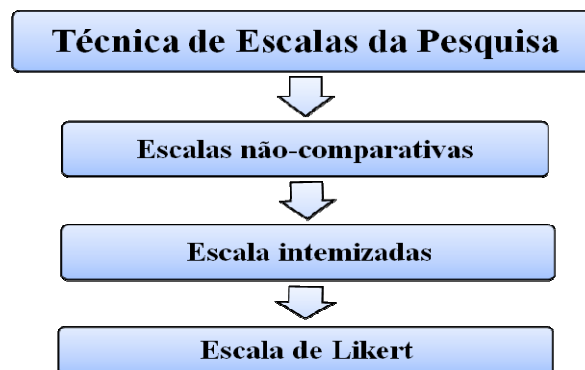 Técnica de Escalas da Pesquisa
Escalas não-comparativas
Escala intemizadas
Escala de Likert